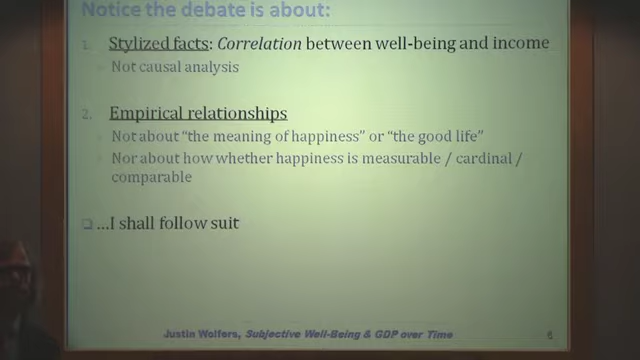 Notice the debate is about:
1. Stylized facts: Correlation between well-being and income
Not causal analysis
2. Empirical relationships
Not about “the meaning of happiness” or “the good life”
Nor about how whether happiness is measurable / cardinal /
comparable
...I shall follow suit
Justin Wolfers, Subjective Well-Being & GDP over Time
6